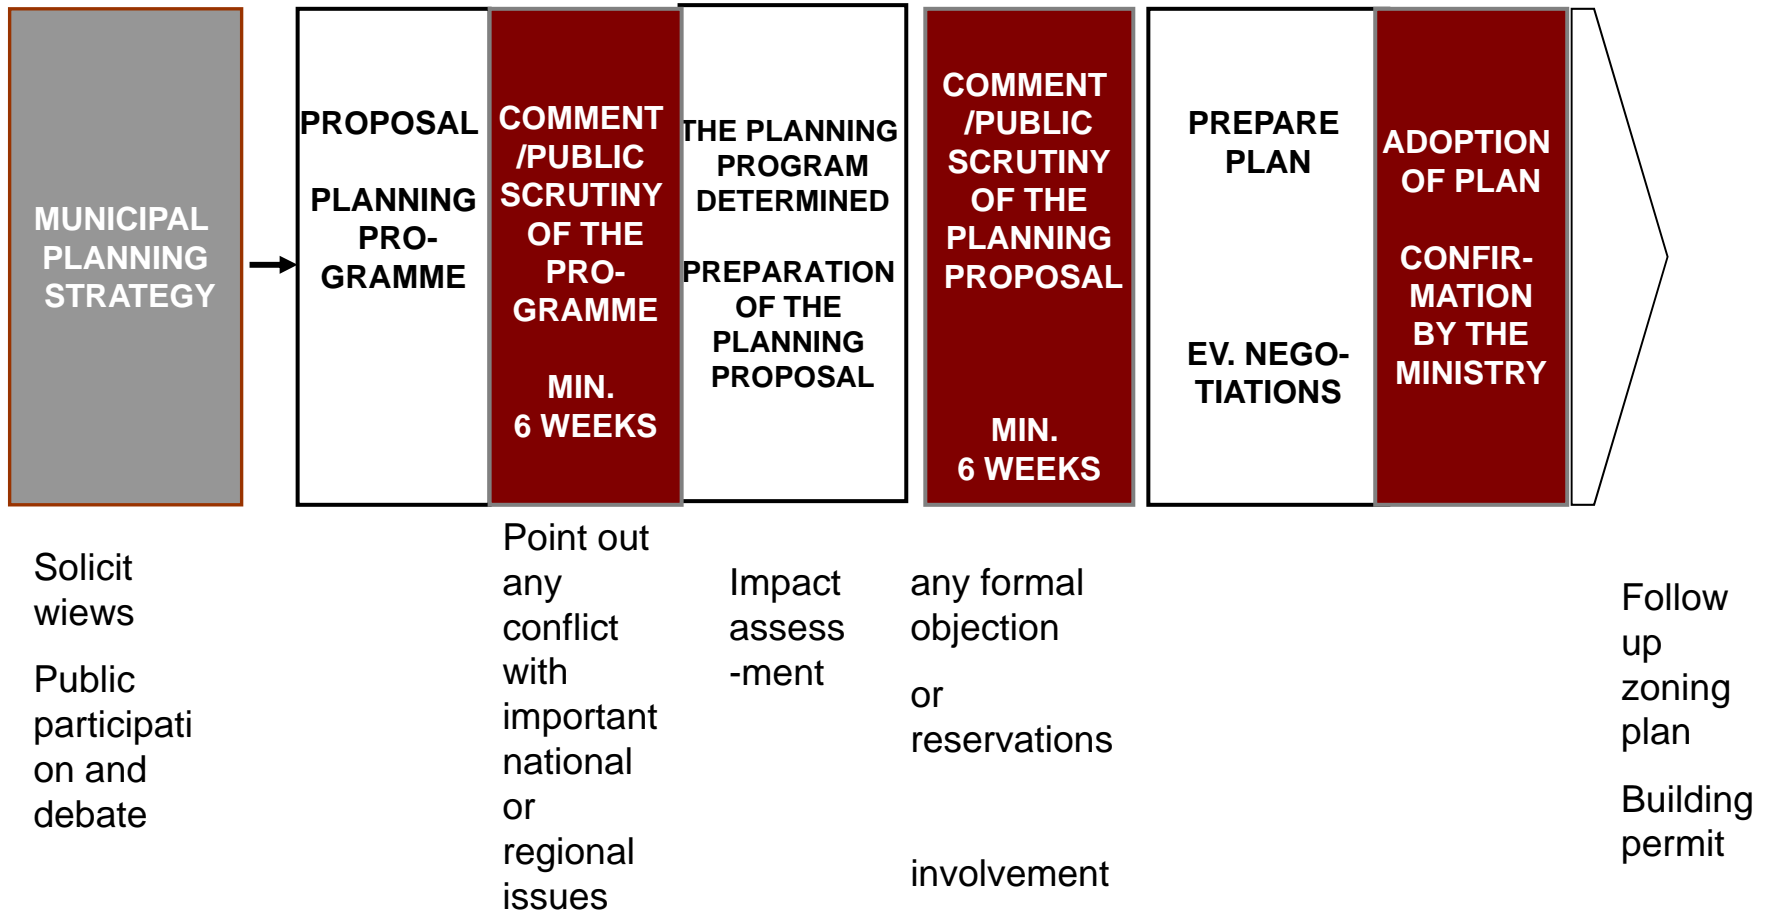 MUNICIPAL
PLANNING
STRATEGY
PROPOSAL
PLANNING
PRO-
GRAMME
COMMENT
/PUBLIC
SCRUTINY
OF THE
PRO-
GRAMME
MIN.
6 WEEKS
THE PLANNING
PROGRAM
DETERMINED
PREPARATION
OF THE
PLANNING
PROPOSAL
COMMENT
/PUBLIC
SCRUTINY
OF THE
PLANNING
PROPOSAL
MIN.
6 WEEKS
PREPARE
PLAN
EV. NEGO-
TIATIONS
ADOPTION
OF PLAN
CONFIR-
MATION
BY THE
MINISTRY
Solicit
wiews
Public
participati
on and
debate
Point out
any
conflict
with
important
national
or
regional
issues
Impact
assess
-ment
any formal
objection
or
reservations
involvement
Follow
up
zoning
plan
Building
permit